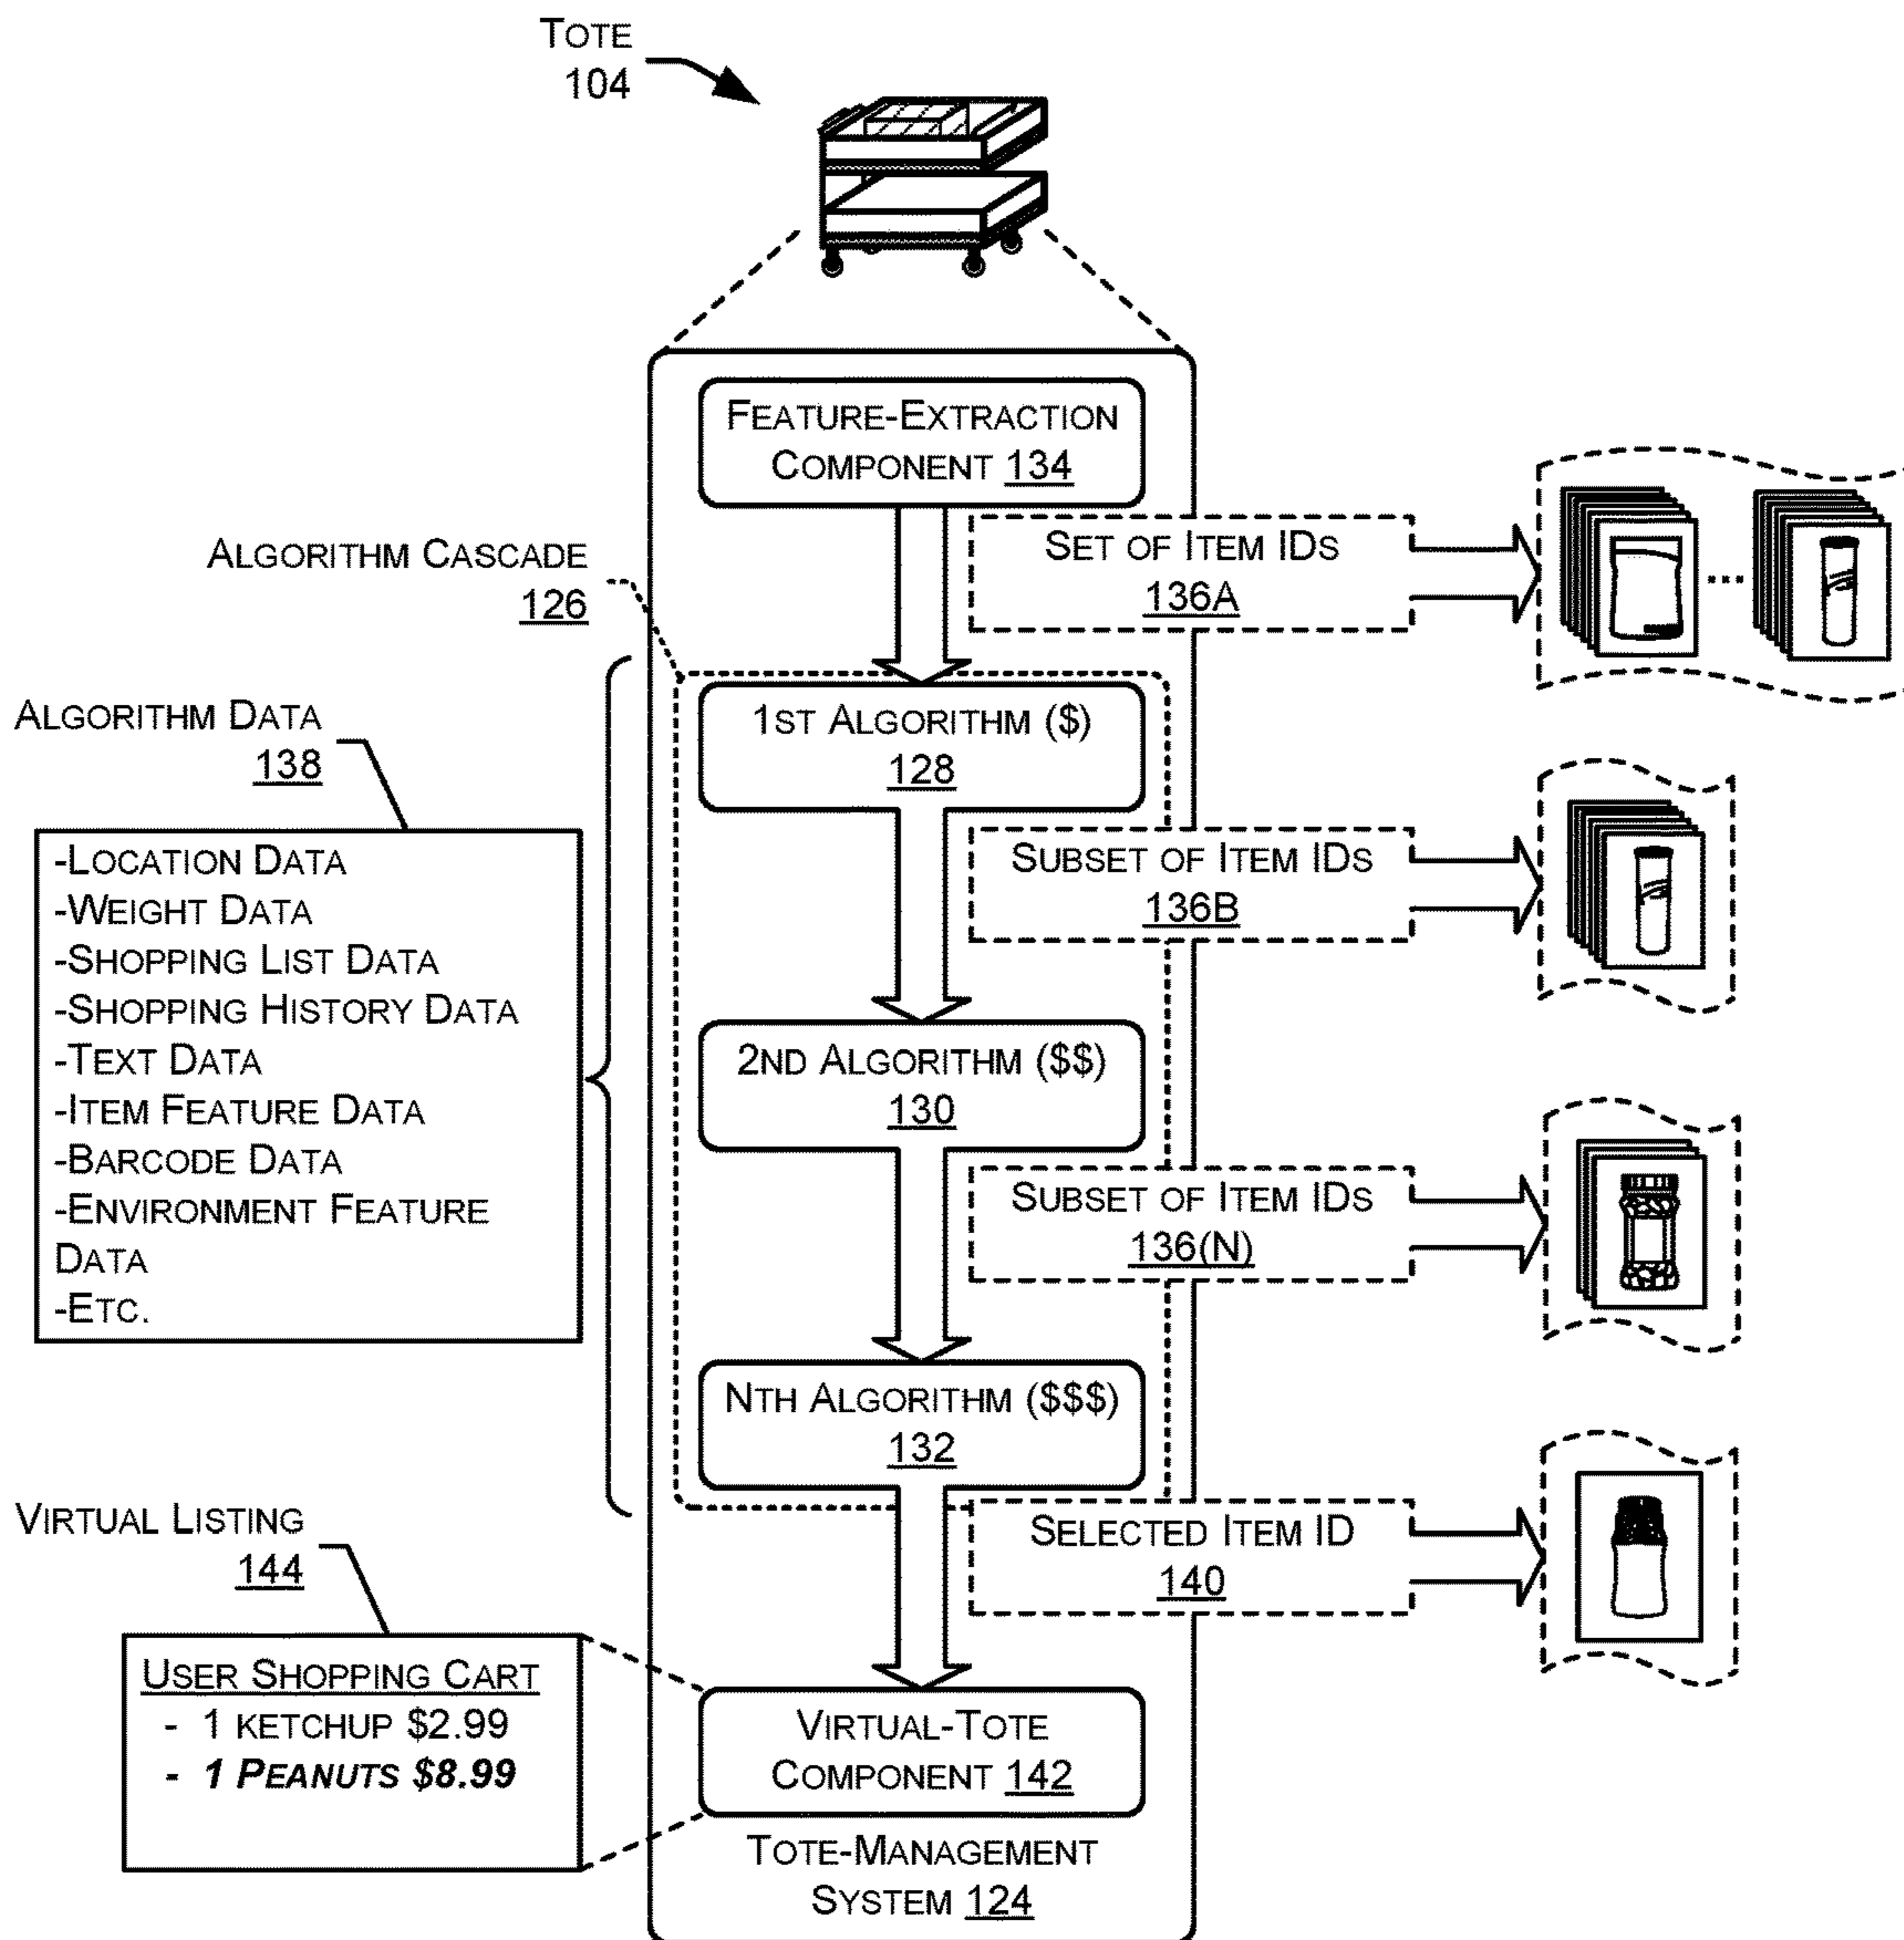 TOTE
104
FEATURE-EXTRACTION
COMPONENT 134
SET OF ITEM IDS
136A
ALGORITHM CASCADE
126
1ST ALGORITHM ($)
128
ALGORITHM DATA
138
-LOCATION DATA
-WEIGHT DATA
-SHOPPING LIST DATA
-SHOPPING HISTORY DATA
-TEXT DATA
-ITEM FEATURE DATA
-BARCODE DATA
-ENVIRONMENT FEATURE
DATA
-ETC.
SUBSET OF ITEM IDS
136B
2ND ALGORITHM ($$)
130
SUBSET OF ITEM IDS
136(N)
NTH ALGORITHM ($$$)
132
SELECTED ITEM ID
140
VIRTUAL LISTING
144
USER SHOPPING CART
- 1 KETCHUP $2.99
- 1 PEANUTS $8.99
VIRTUAL-TOTE
COMPONENT 142
TOTE-MANAGEMENT
SYSTEM 124